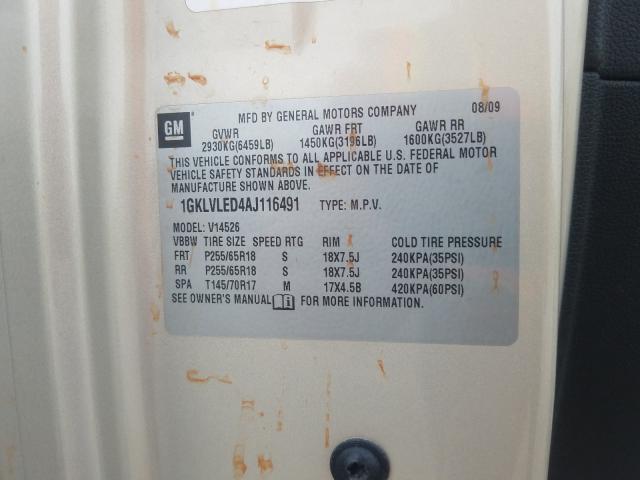 MFD BY GENERAL MOTORS COMPANY 08/09
GM
GVWR GAWR FRT GAWR RR
2930KG(6459LB) 1450KG(3196LB) 1600KG(3527LB)
THIS VEHICLE CONFORMS TO ALL APPLICABLE U.S. FEDERAL MOTOR
VEHICLE SAFETY STANDARDS IN EFFECT ON THE DATE OF
MANUFACTURE SHOWN ABOVE.
1GKLVLED4AJ116491 TYPE: M.P.V.
MODEL: V14526
VBBW TIRE SIZE SPEED RTG RIM COLD TIRE PRESSURE
FRT P255/65R18 S 18X7.5J 240KPA(35PSI)
RR P255/65R18 S 18X7.5J 240KPA(35PSI)
SPA T145/70R17 M 17X4.5B 420KPA(60PSI)
SEE OWNER'S MANUAL FOR MORE INFORMATION.